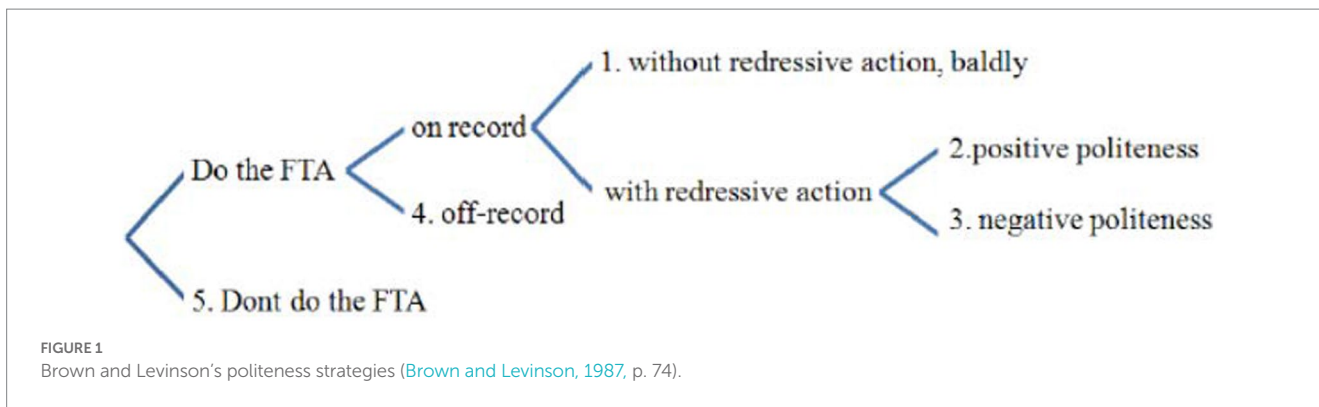 1. without redressive action, baldly
on record
2.positive politeness
Do the FTA
with redressive action
4. off-record
3. negative politeness
5. Dont do the FTA
FIGURE 1
Brown and Levinson's politeness strategies (Brown and Levinson, 1987, p. 74).